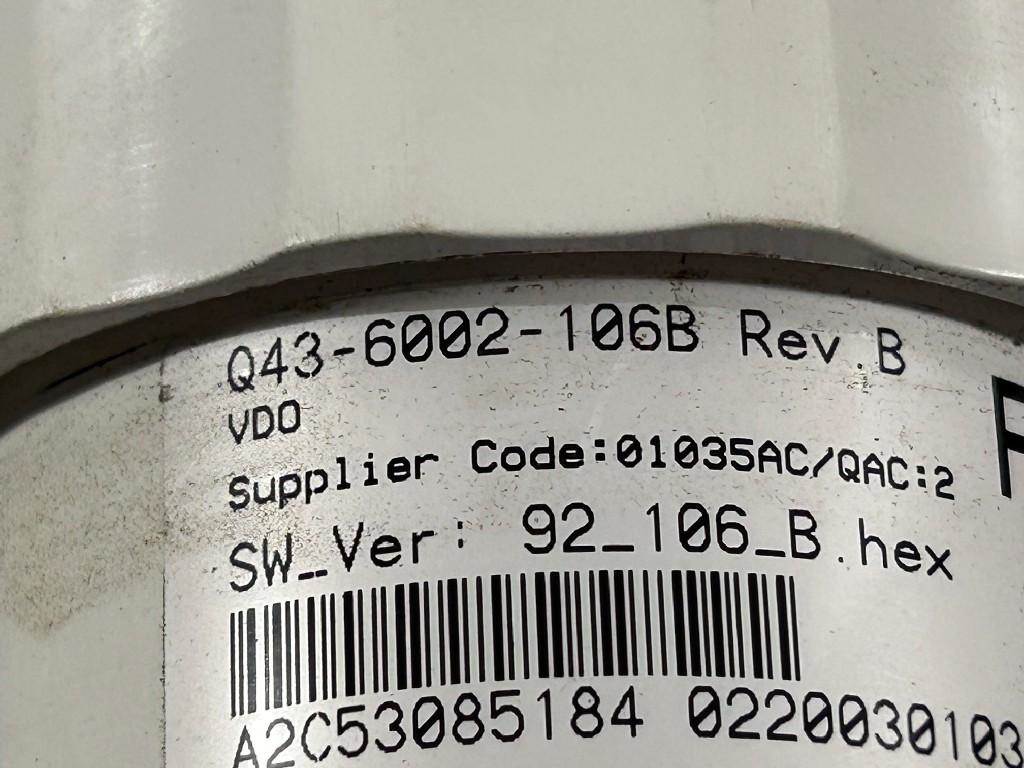 Q43-6002-106B Rev.B
VDO
Supplier Code:01035AC/QAC:2
SW_Ver: 92_106_B.hex
A2C53085184 0220030103